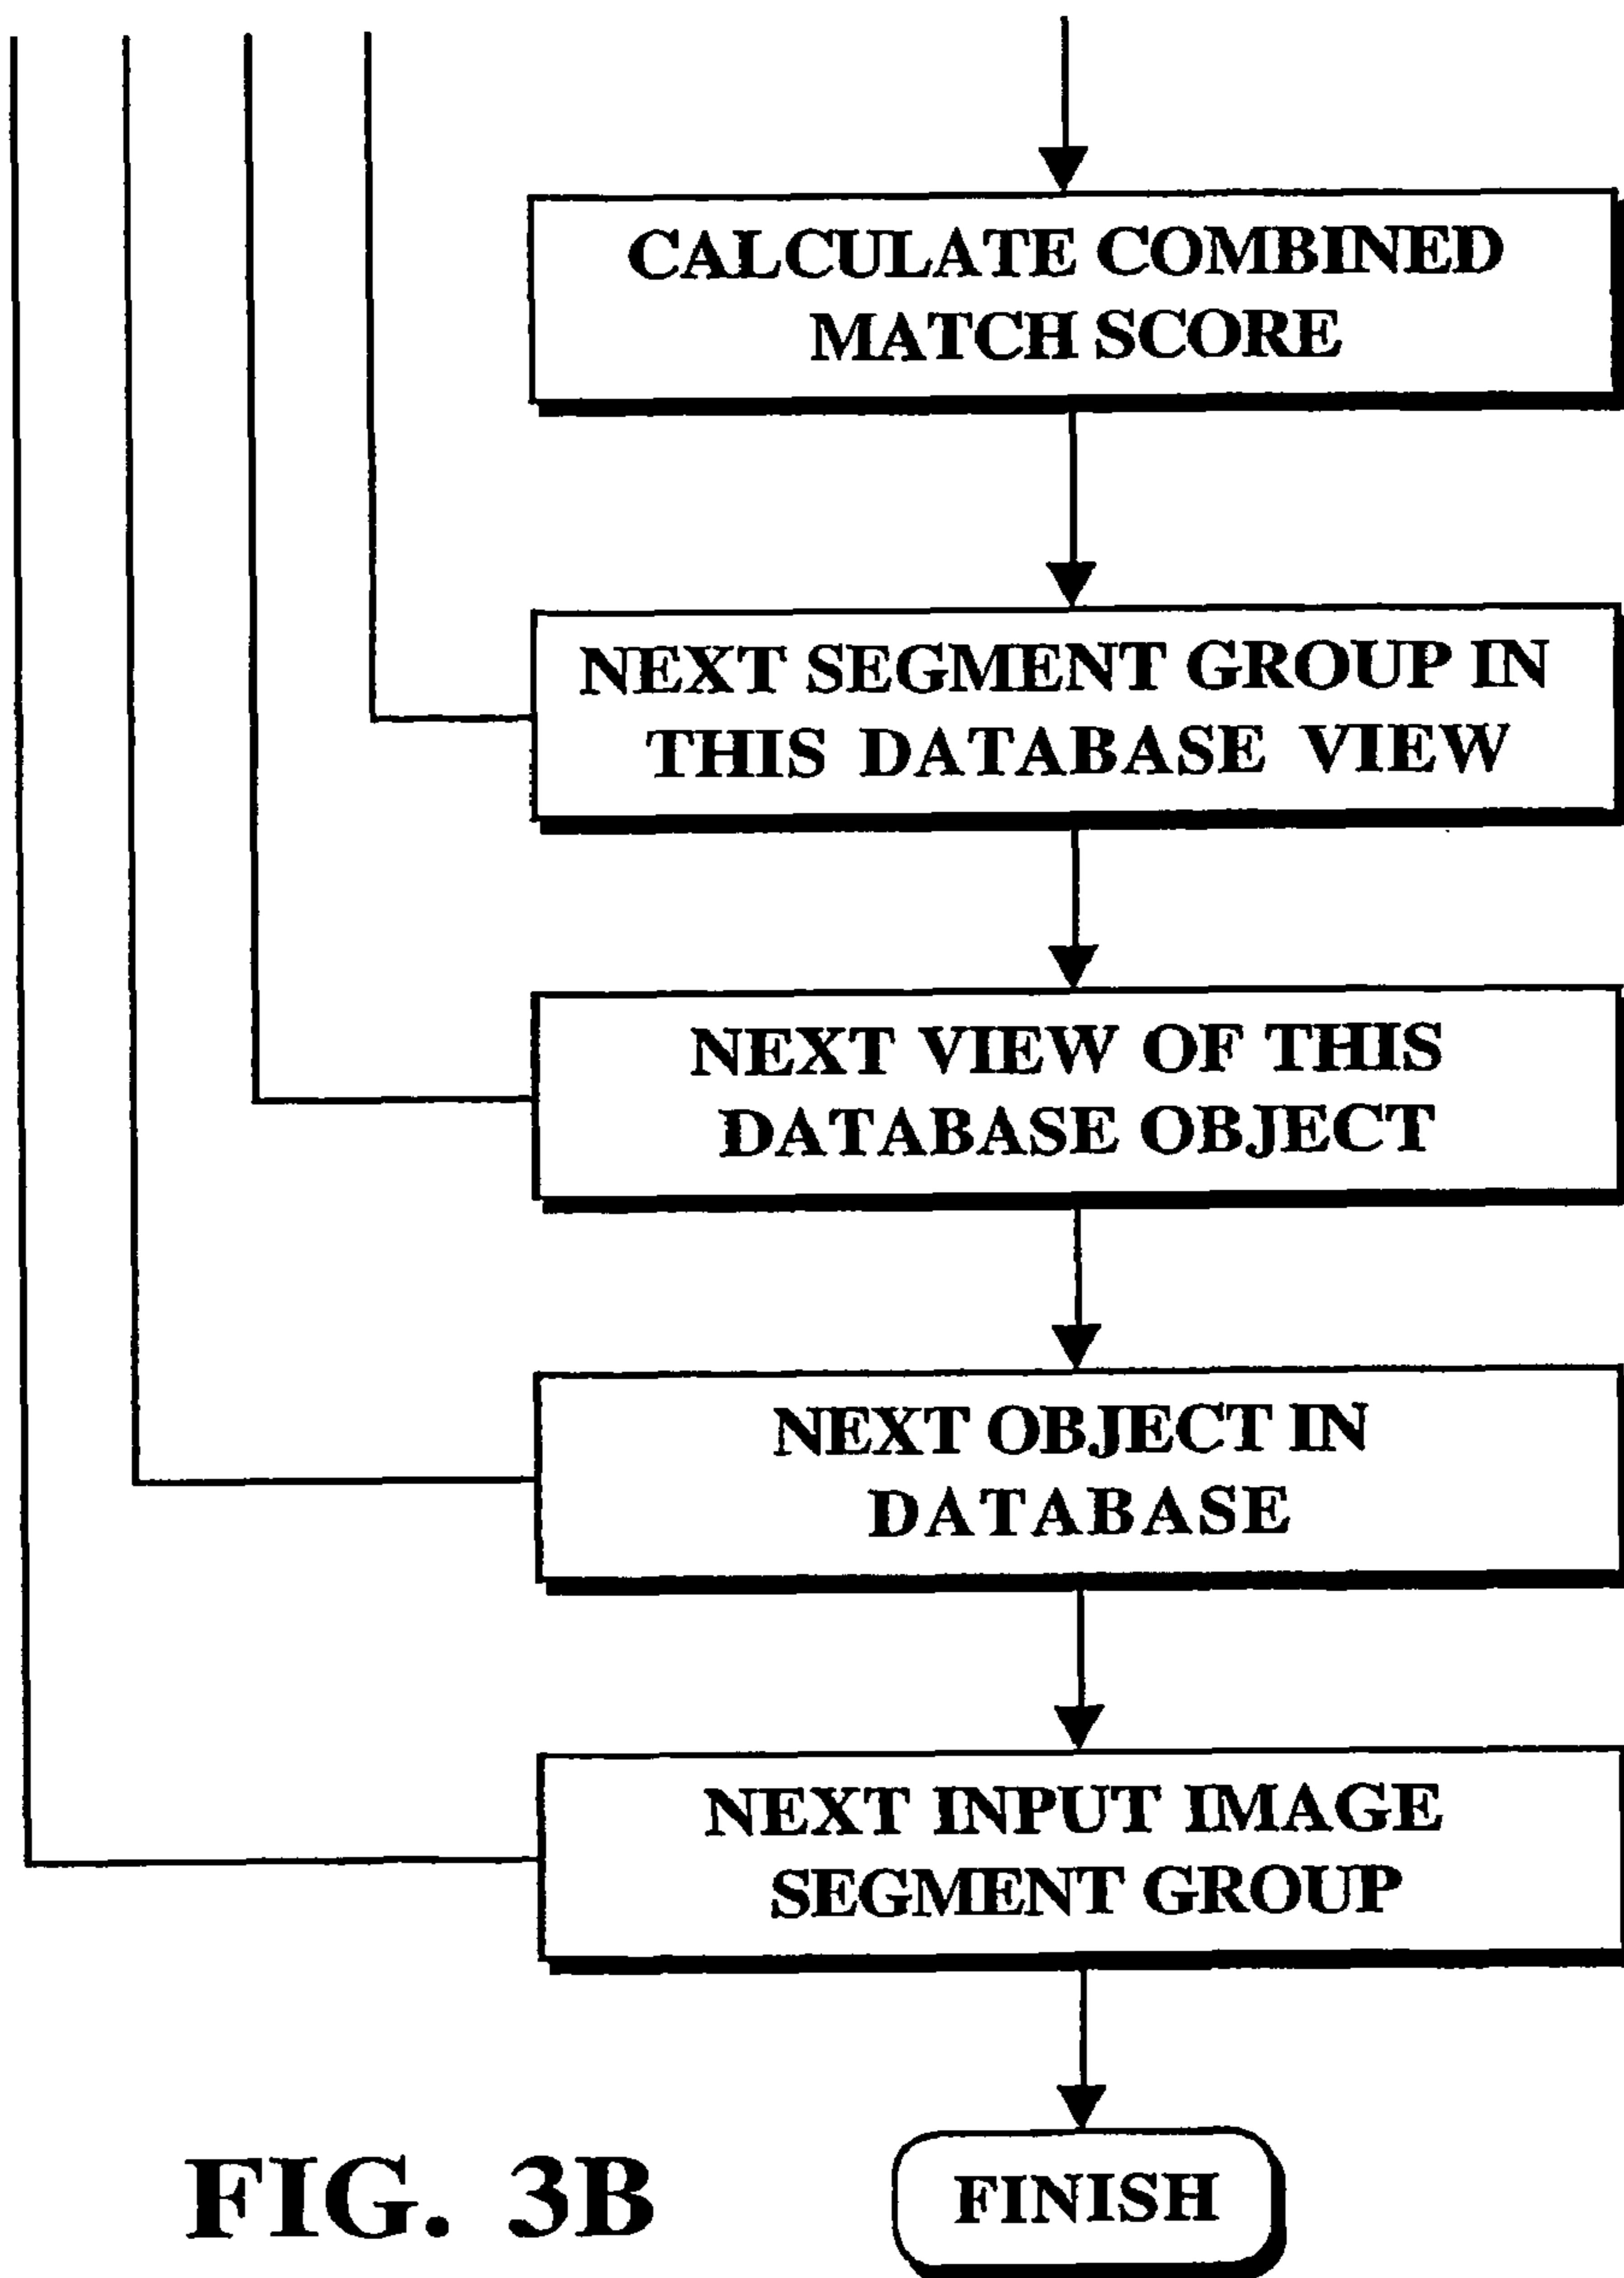 CALCULATE COMBINED
MATCH SCORE
NEXT SEGMENT GROUP IN
THIS DATABASE VIEW
NEXT VIEW OF THIS
DATABASE OBJECT
NEXT OBJECT IN
DATABASE
NEXT INPUT IMAGE
SEGMENT GROUP
FINISH
FIG. 3B